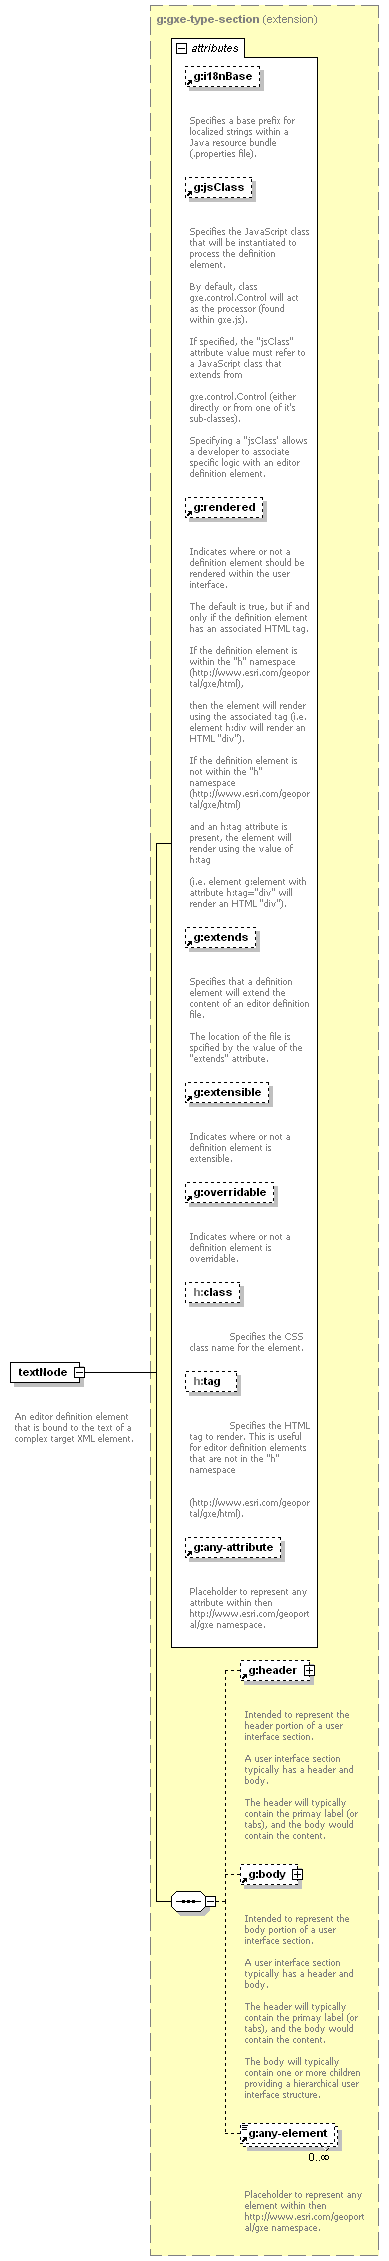 g:gxe-type-section (extension)
attributes
g:i18nBase
Specifies a base prefix for
localized strings within a
Java resource bundle
(.properties file).
g:jsClass
Specifies the JavaScript class
that will be instantiated to
process the definition
element.
By default, class
gxe.control.Control will act
as the processor (found
within gxe.js).
If specified, the "jsClass"
attribute value must refer to
a JavaScript class that
extends from
gxe.control.Control (either
directly or from one of it's
sub-classes).
Specifying a "jsClass' allows
a developer to associate
specific logic with an editor
definition element.
g:rendered
Indicates where or not a
definition element should be
rendered within the user
interface.
The default is true, but if and
only if the definition element
has an associated HTML tag.
If the definition element is
within the "h" namespace
(http://www.esri.com/geopor
tal/gxe/html),
then the element will render
using the associated tag (i.e.
element h:div will render an
HTML "div").
If the definition element is
not within the "h"
namespace
(http://www.esri.com/geopor
tal/gxe/html)
and an h:tag attribute is
present, the element will
render using the value of
h:tag
(i.e. element g:element with
attribute h:tag="div" will
render an HTML "div").
g:extends
Specifies that a definition
element will extend the
content of an editor definition
file.
The location of the file is
spcified by the value of the
"extends" attribute.
g:extensible
Indicates where or not a
definition element is
extensible.
g:overridable
Indicates where or not a
definition element is
overridable.
h:class
Specifies the CSS
class name for the element.
h:tag
Specifies the HTML
tag to render. This is useful
for editor definition elements
that are not in the "h"
namespace
(http://www.esri.com/geopor
tal/gxe/html).
g:any-attribute
Placeholder to represent any
attribute within then
http://www.esri.com/geoport
al/gxe namespace.
textNode
An editor definition element
that is bound to the text of a
complex target XML element.
g:header
Intended to represent the
header portion of a user
interface section.
A user interface section
typically has a header and
body.
The header will typically
contain the primay label (or
tabs), and the body would
contain the content.
g:body
Intended to represent the
body portion of a user
interface section.
A user interface section
typically has a header and
body.
The header will typically
contain the primay label (or
tabs), and the body would
contain the content.
The body will typically
contain one or more children
providing a hierarchical user
interface structure.
g:any-element
0..∞
Placeholder to represent any
element within then
http://www.esri.com/geoport
al/gxe namespace.